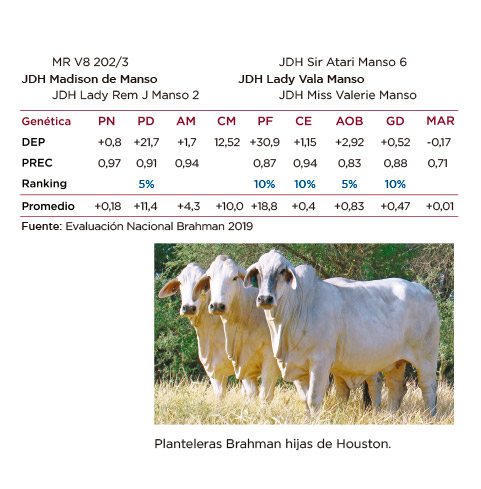 MR V8 202/3 JDH Sir Atari Manso 6
JDH Madison de Manso JDH Lady Vala Manso
JDH Lady Rem J Manso 2 JDH Miss Valerie Manso
Genética PN PD AM CM PF CE AOB GD MAR
DEP +0,8 +21,7 +1,7 12,52 +30,9 +1,15 +2,92 +0,52 -0,17
PREC 0,97 0,91 0,94 0,87 0,94 0,83 0,88 0,71
Ranking 5% 10% 10% 5% 10%
Promedio +0,18 +11,4 +4,3 +10,0 +18,8 +0,4 +0,83 +0,47 +0,01
Fuente: Evaluación Nacional Brahman 2019
Planteleras Brahman hijas de Houston.